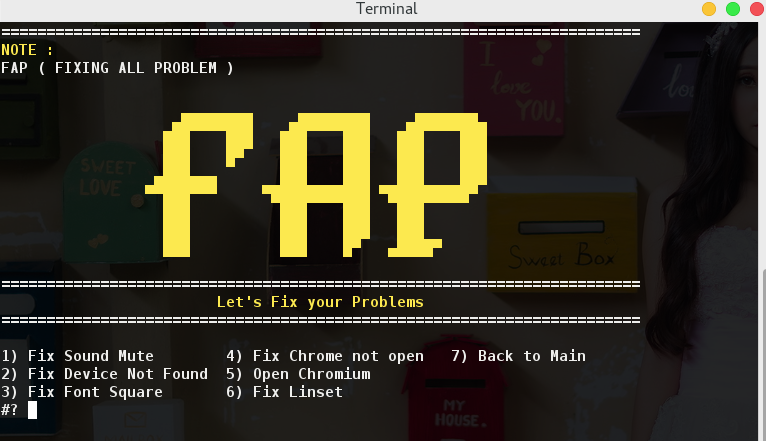 Terminal
=======================================================================
NOTE :
FAP ( FIXING ALL PROBLEM )
I
love
YOU.
lo
SWEET
LOVE
FAP
Sweet Box
=======================================================================
Let's Fix your Problems
=======================================================================
1) Fix Sound Mute 4) Fix Chrome not open 7) Back to Main
2) Fix Device Not Found 5) Open Chromium
3) Fix Font Square 6) Fix Linset
#?
MY
HOUSE.